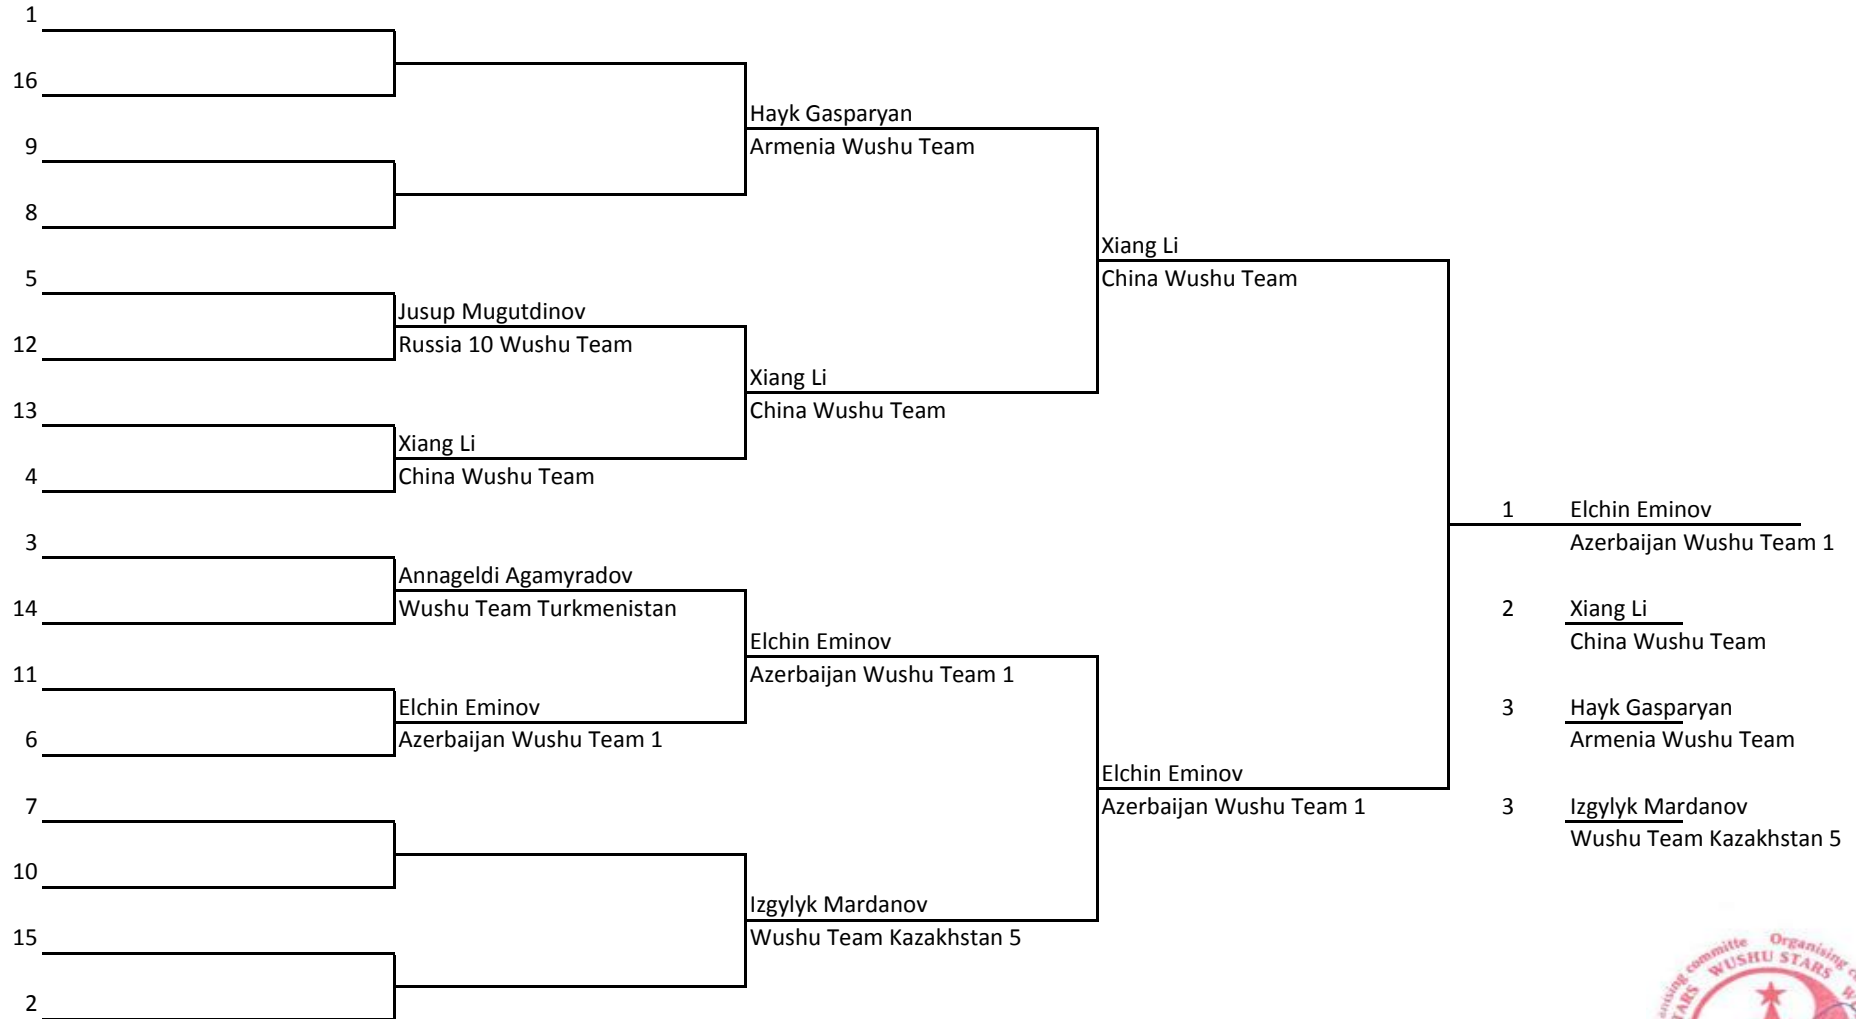 1
16
Hayk Gasparyan
9
Armenia Wushu Team
8
Xiang Li
5
China Wushu Team
Jusup Mugutdinov
12
Russia 10 Wushu Team
Xiang Li
13
China Wushu Team
Xiang Li
4
China Wushu Team
1 Elchin Eminov
3
Azerbaijan Wushu Team 1
Annageldi Agamyradov
14
Wushu Team Turkmenistan
2 Xiang Li
Elchin Eminov
China Wushu Team
11
Azerbaijan Wushu Team 1
Elchin Eminov
3 Hayk Gasparyan
6
Azerbaijan Wushu Team 1
Armenia Wushu Team
Elchin Eminov
7
Azerbaijan Wushu Team 1
3 Izgylyk Mardanov
Wushu Team Kazakhstan 5
10
Izgylyk Mardanov
15
Wushu Team Kazakhstan 5
2
committe Organising
WUSHU STARS